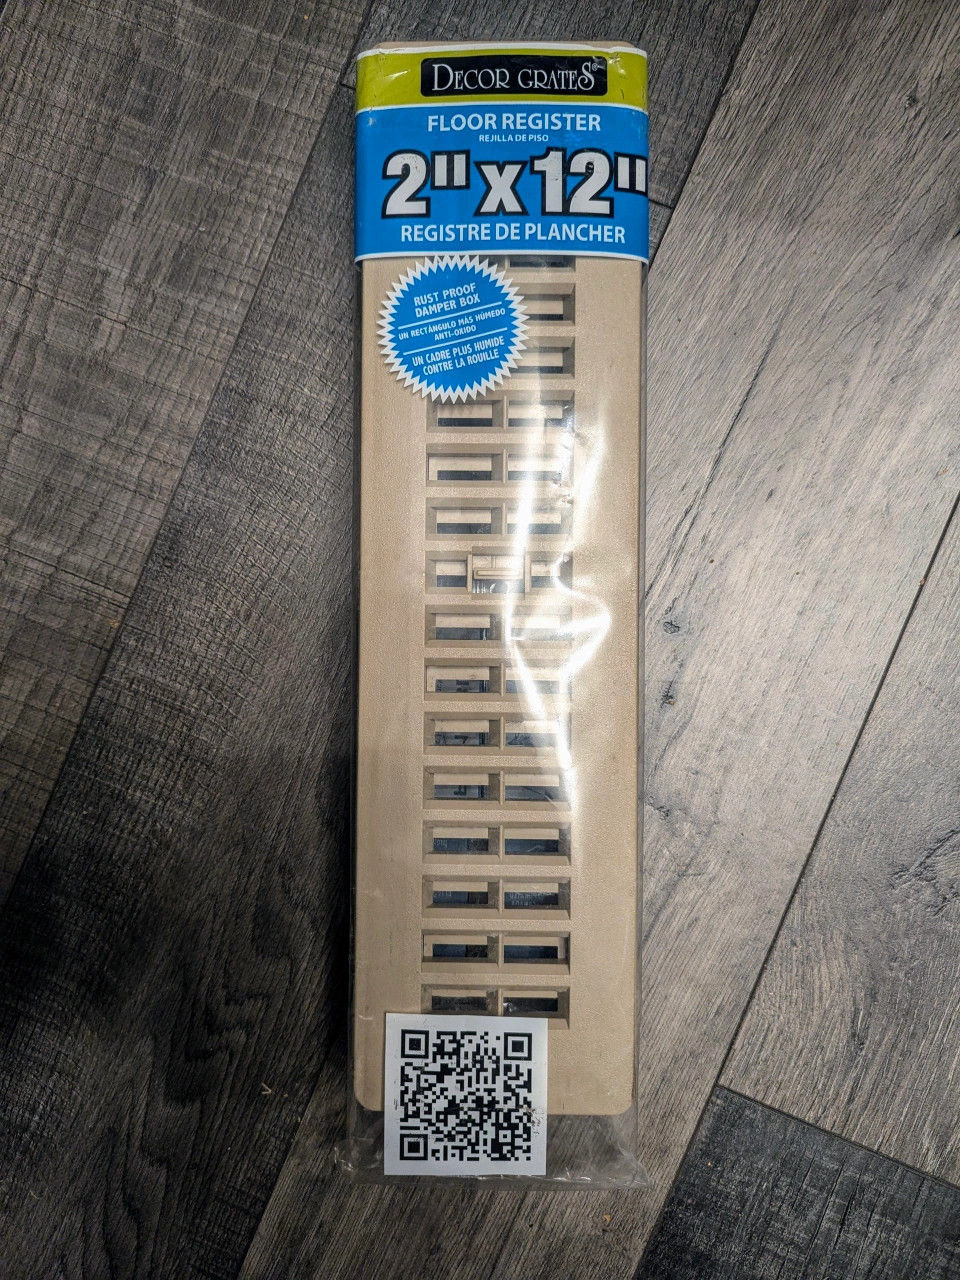 DECOR GRATES®
FLOOR REGISTER
REJILLA DE PISO
2" x 12"
REGISTRE DE PLANCHER
RUST PROOF
DAMPER BOX
UN RECTÁNGULO MÁS HÚMEDO
ANTI-OXIDO
UN CADRE PLUS HUMIDE
CONTRE LA ROUILLE